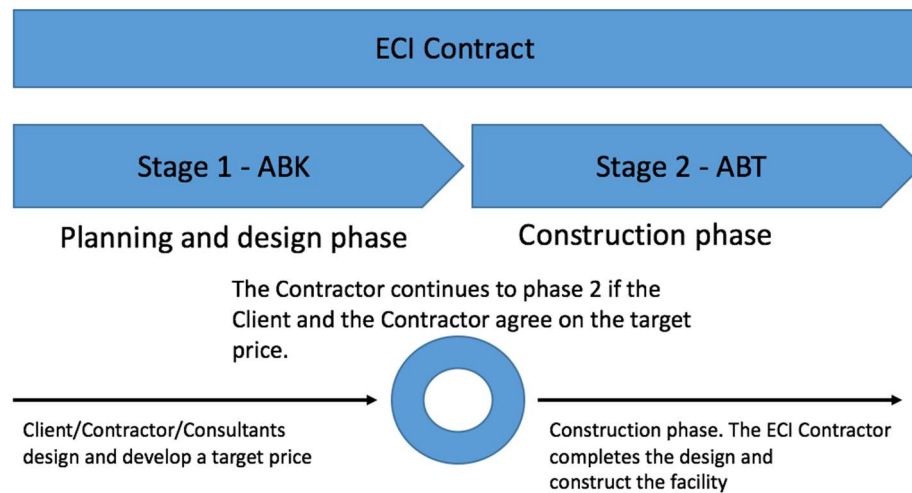 ECI Contract
Stage 1 - ABK
Stage 2 - ABT
Planning and design phase
Construction phase
The Contractor continues to phase 2 if the
Client and the Contractor agree on the target
price.
Client/Contractor/Consultants
design and develop a target price
Construction phase. The ECI Contractor
completes the design and
construct the facility